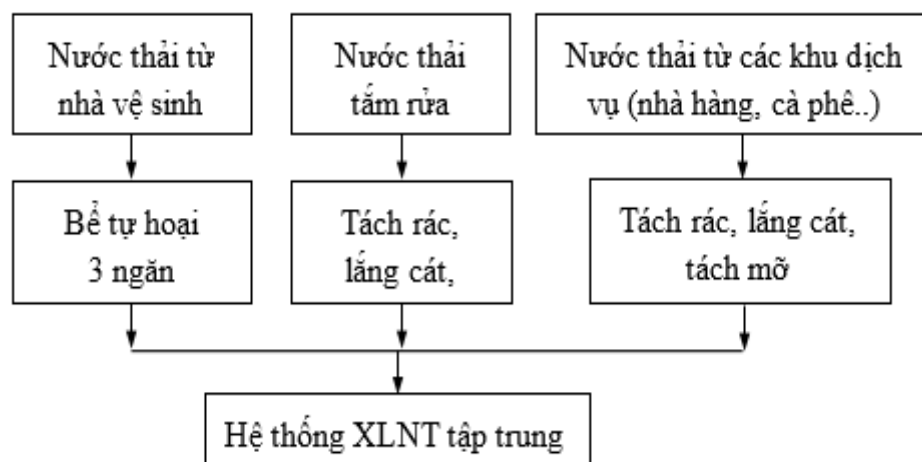 Nước thải từ
nhà vệ sinh
Nước thải
tắm rửa
Nước thải từ các khu dịch
vụ (nhà hàng, cà phê..)
Bể tự hoại
3 ngăn
Tách rác,
lắng cát,
Tách rác, lắng cát,
tách mỡ
Hệ thống XLNT tập trung